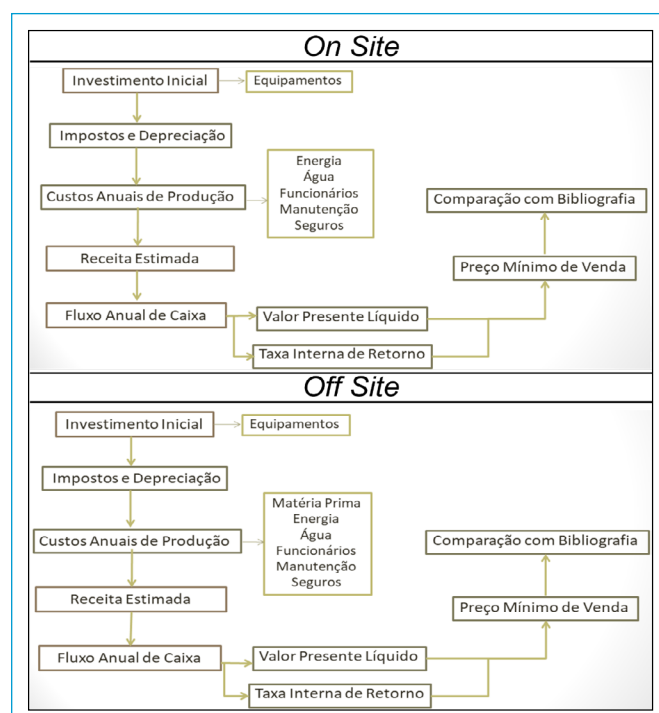 On Site
Investimento Inicial
Equipamentos
Impostos e Depreciação
Custos Anuais de Produção
Energia
Água
Funcionários
Manutenção
Seguros
Receita Estimada
Fluxo Anual de Caixa
Valor Presente Líquido
Taxa Interna de Retorno
Preço Mínimo de Venda
Comparação com Bibliografia
Off Site
Investimento Inicial
Equipamentos
Impostos e Depreciação
Custos Anuais de Produção
Matéria Prima
Energia
Água
Funcionários
Manutenção
Seguros
Receita Estimada
Fluxo Anual de Caixa
Valor Presente Líquido
Taxa Interna de Retorno
Preço Mínimo de Venda
Comparação com Bibliografia